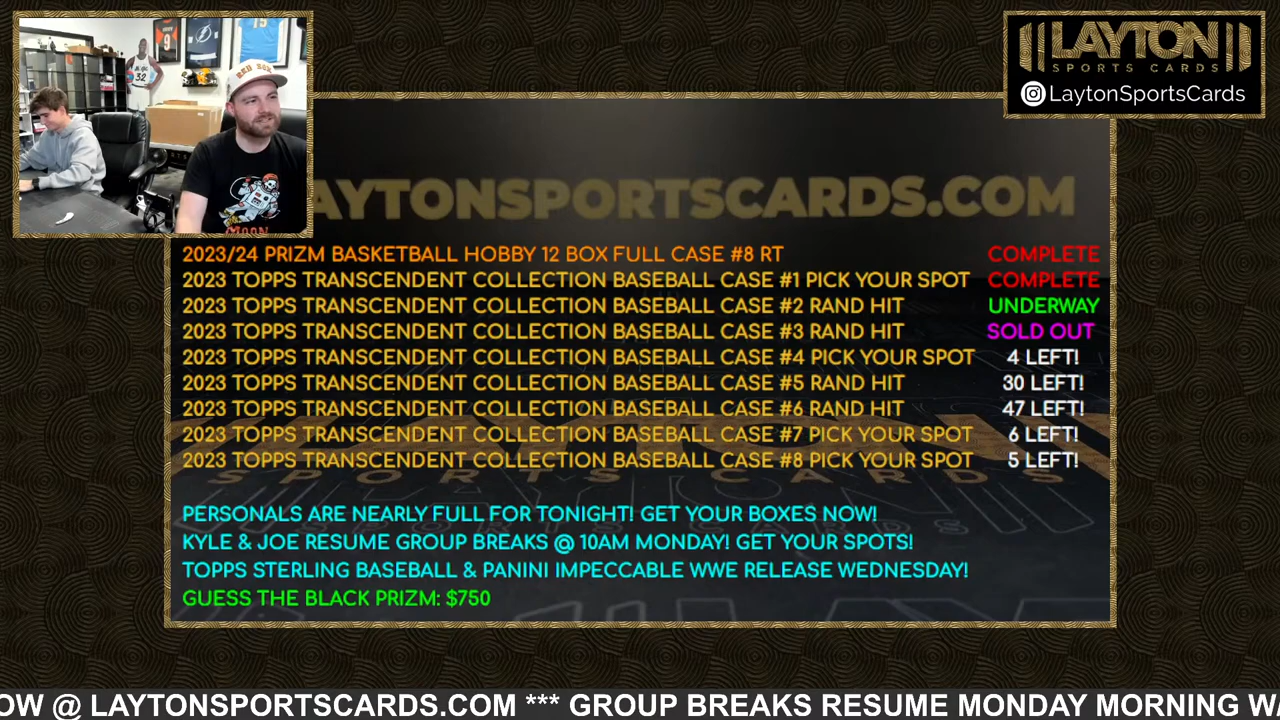 LAYTON
SPORTS CARDS
LaytonSportsCards
AYTONSPORTSCARDS.COM
2023/24 PRIZM BASKETBALL HOBBY 12 BOX FULL CASE #8 RT COMPLETE
2023 TOPPS TRANSCENDENT COLLECTION BASEBALL CASE #1 PICK YOUR SPOT COMPLETE
2023 TOPPS TRANSCENDENT COLLECTION BASEBALL CASE #2 RAND HIT UNDERWAY
2023 TOPPS TRANSCENDENT COLLECTION BASEBALL CASE #3 RAND HIT SOLD OUT
2023 TOPPS TRANSCENDENT COLLECTION BASEBALL CASE #4 PICK YOUR SPOT 4 LEFT!
2023 TOPPS TRANSCENDENT COLLECTION BASEBALL CASE #5 RAND HIT 30 LEFT!
2023 TOPPS TRANSCENDENT COLLECTION BASEBALL CASE #6 RAND HIT 47 LEFT!
2023 TOPPS TRANSCENDENT COLLECTION BASEBALL CASE #7 PICK YOUR SPOT 6 LEFT!
2023 TOPPS TRANSCENDENT COLLECTION BASEBALL CASE #8 PICK YOUR SPOT 5 LEFT!
SPORTS CARDS
PERSONALS ARE NEARLY FULL FOR TONIGHT! GET YOUR BOXES NOW!
KYLE & JOE RESUME GROUP BREAKS @ 10AM MONDAY! GET YOUR SPOTS!
TOPPS STERLING BASEBALL & PANINI IMPECCABLE WWE RELEASE WEDNESDAY!
GUESS THE BLACK PRIZM: $750
OW @ LAYTONSPORTSCARDS.COM *** GROUP BREAKS RESUME MONDAY MORNING W
9
32
MOON